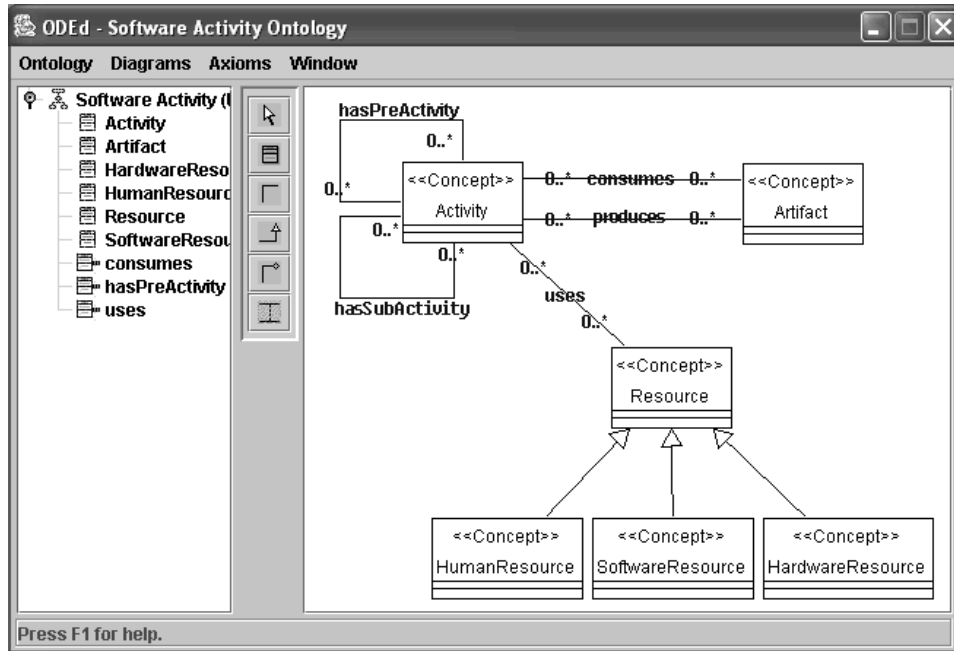 ODEd - Software Activity Ontology
Ontology Diagrams Axioms Window
Software Activity (
Activity
Artifact
HardwareReso
HumanResourc
Resource
SoftwareResou
consumes
hasPreActivity
uses
hasPreActivity
0..*
0..*
<<Concept>>
Activity
0..* consumes 0..*
0..* produces 0..*
<<Concept>>
Artifact
0..*
0..*
hasSubActivity
0..*
uses
0..*
<<Concept>>
Resource
<<Concept>>
HumanResource
<<Concept>>
SoftwareResource
<<Concept>>
HardwareResource
Press F1 for help.